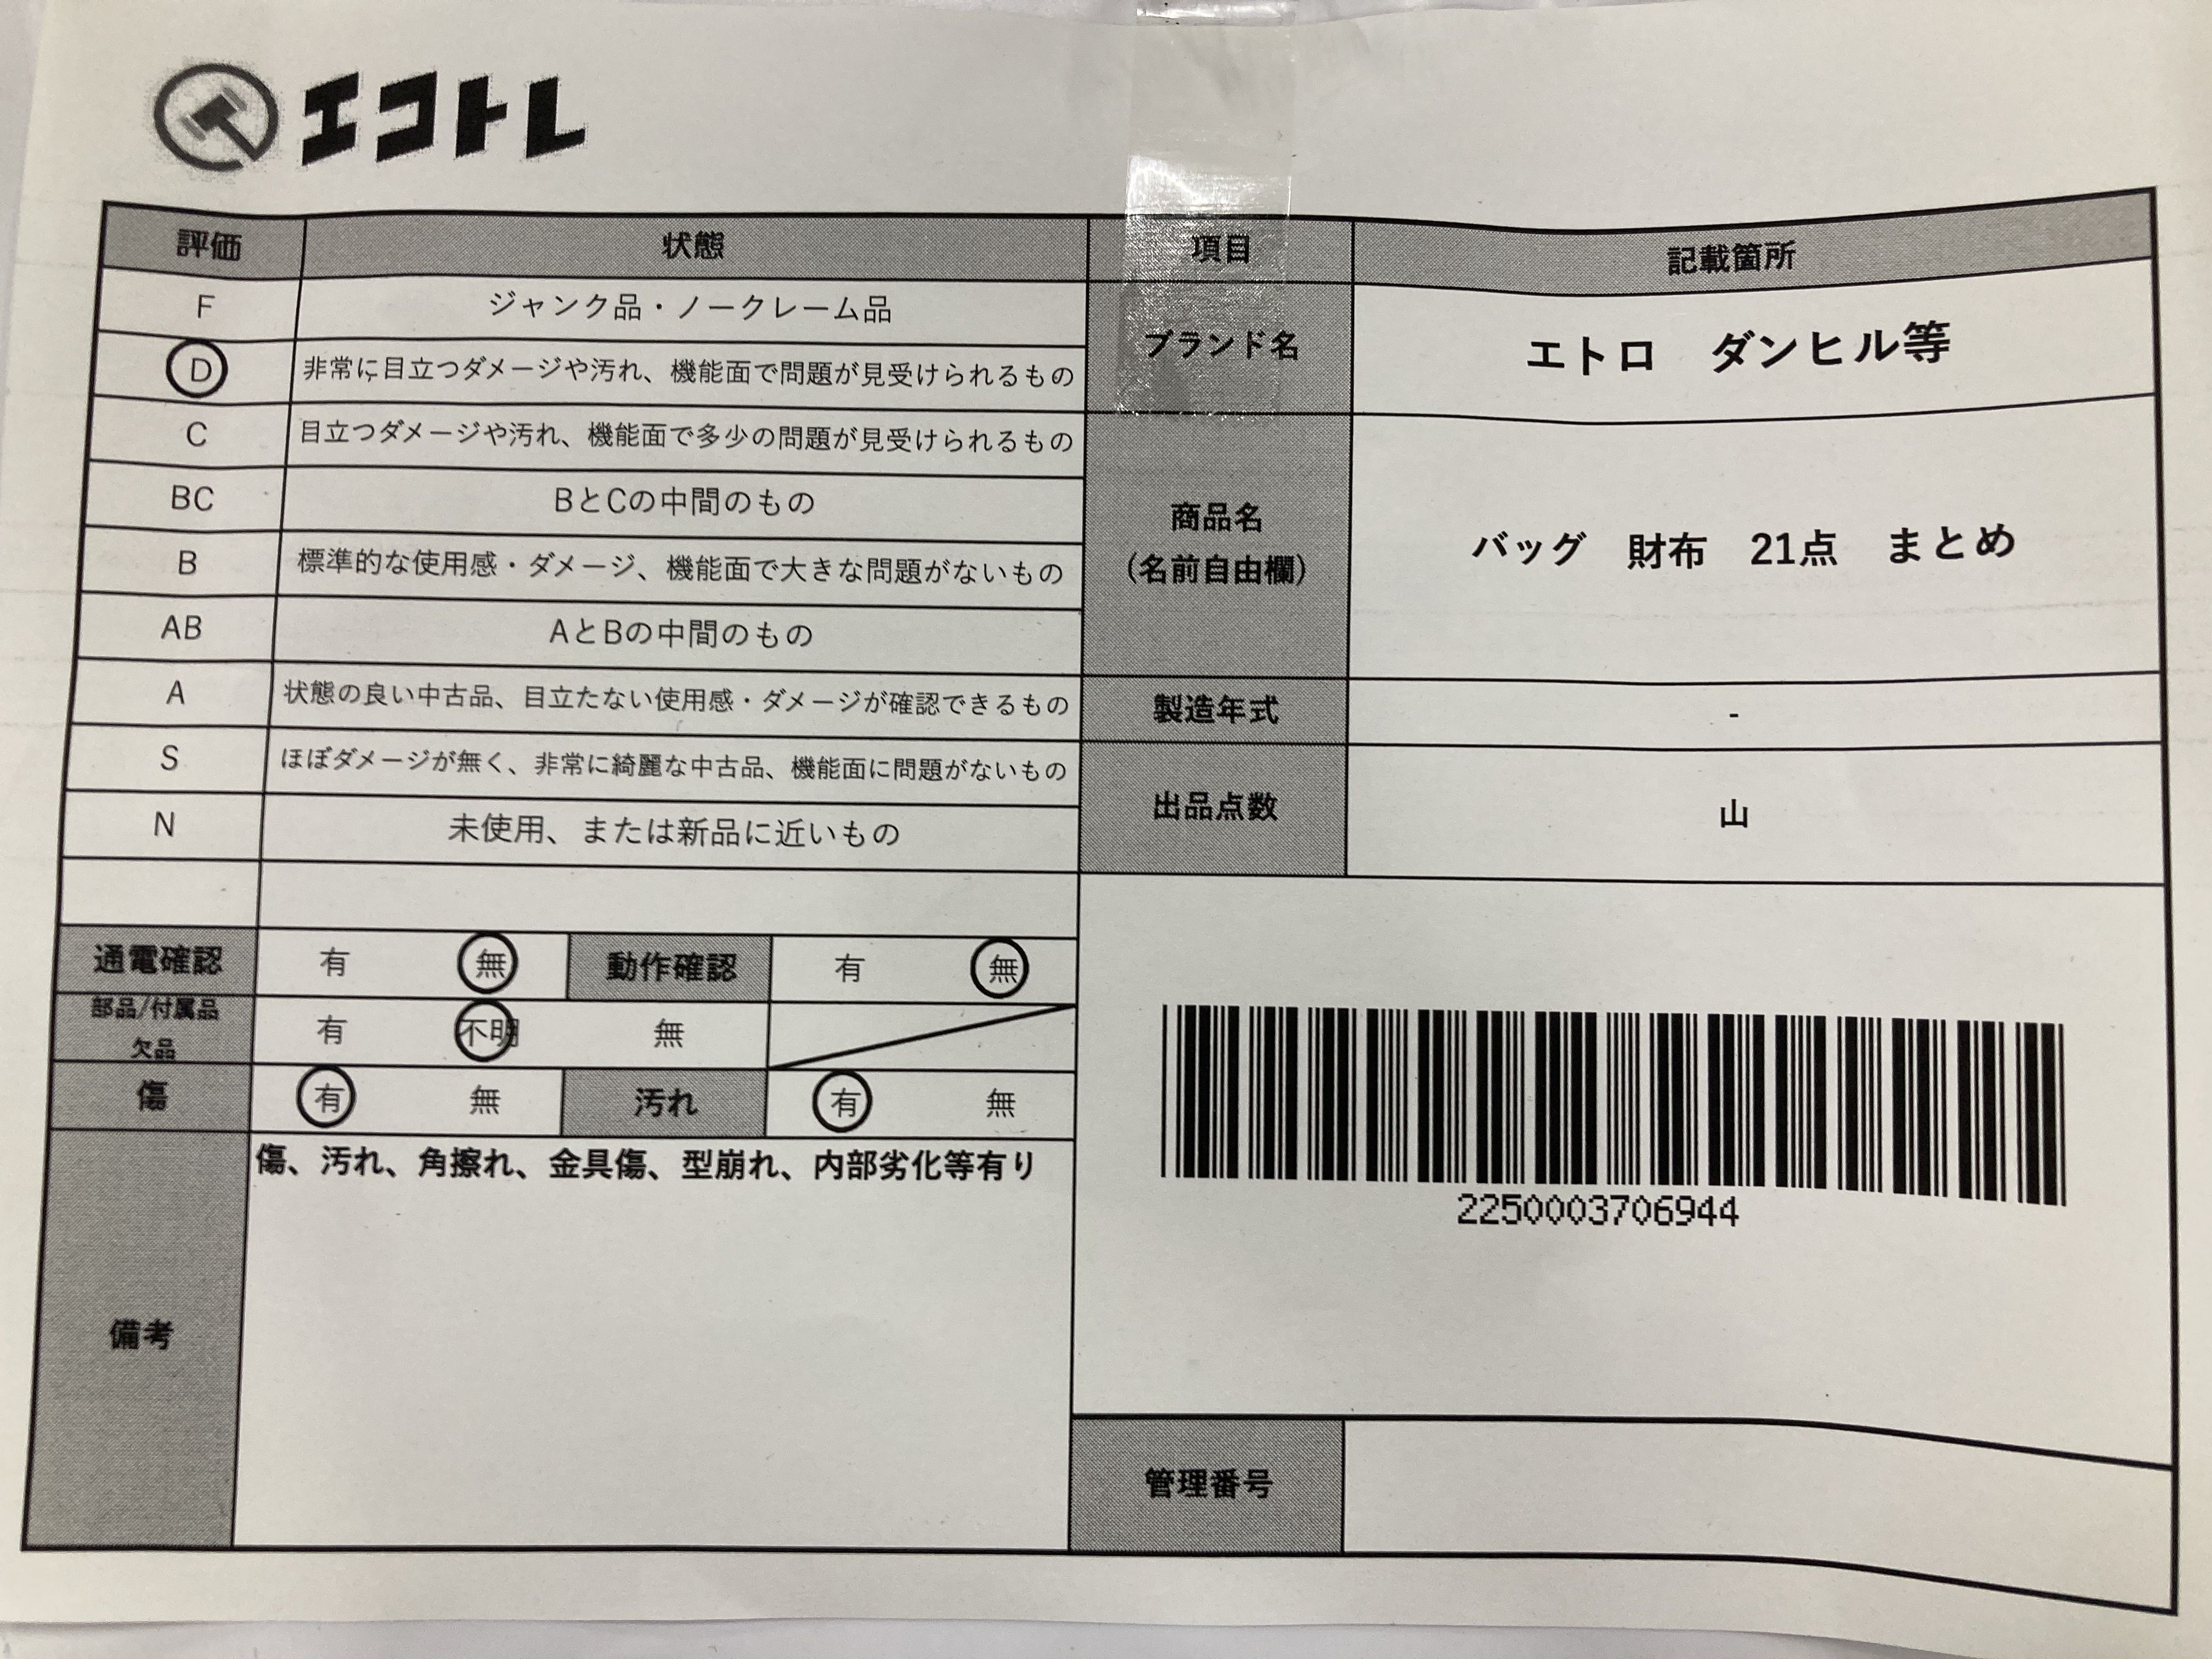 エコトレ
評価 状態 項目 記載箇所
F ジャンク品・ノークレーム品
D 非常に目立つダメージや汚れ、機能面で問題が見受けられるもの
ブランド名 エトロ ダンヒル等
C 目立つダメージや汚れ、機能面で多少の問題が見受けられるもの
BC BとCの中間のもの
商品名
(名前自由欄)
バッグ 財布 21点 まとめ
B 標準的な使用感・ダメージ、機能面で大きな問題がないもの
AB AとBの中間のもの
A 状態の良い中古品、目立たない使用感・ダメージが確認できるもの
製造年式 -
S ほぼダメージが無く、非常に綺麗な中古品、機能面に問題がないもの
出品点数 山
N 未使用、または新品に近いもの
通電確認 有 無 動作確認 有 無
部品/付属品
欠品
有 不明 無
傷 有 無 汚れ 有 無
備考
傷、汚れ、角擦れ、金具傷、型崩れ、内部劣化等有り
2250003706944
管理番号